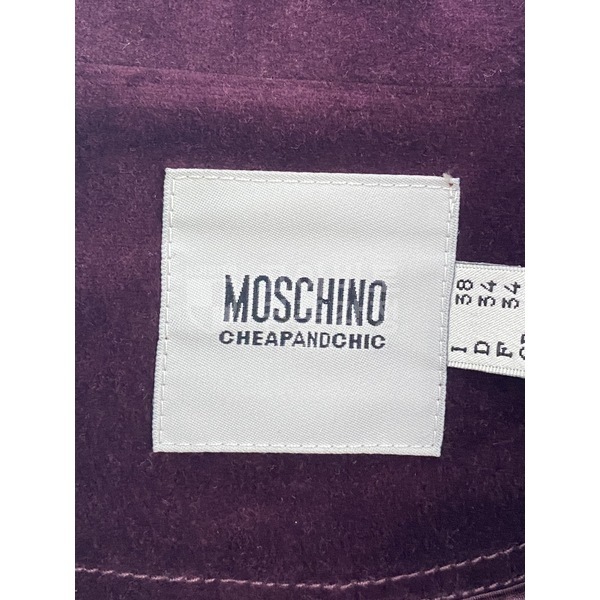 MOSCHINO
CHEAPANDCHIC
I 38
D 34
F 34